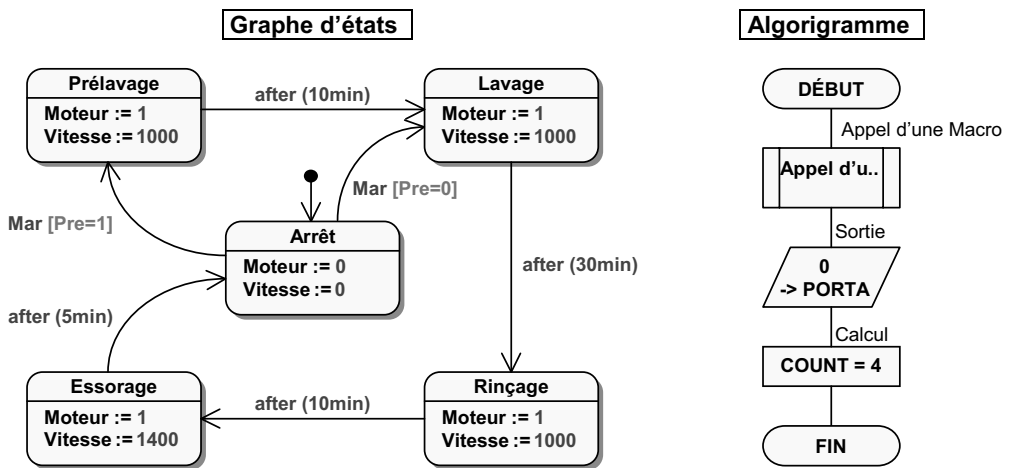 Graphe d'états
Prélavage
Moteur := 1
Vitesse := 1000
after (10min)
Lavage
Moteur := 1
Vitesse := 1000
Mar [Pre=1]
Mar [Pre=0]
Arrêt
Moteur := 0
Vitesse := 0
after (30min)
after (5min)
Essorage
Moteur := 1
Vitesse := 1400
after (10min)
Rinçage
Moteur := 1
Vitesse := 1000
Algorigramme
DÉBUT
Appel d'une Macro
Appel d'u..
Sortie
0
-> PORTA
Calcul
COUNT = 4
FIN